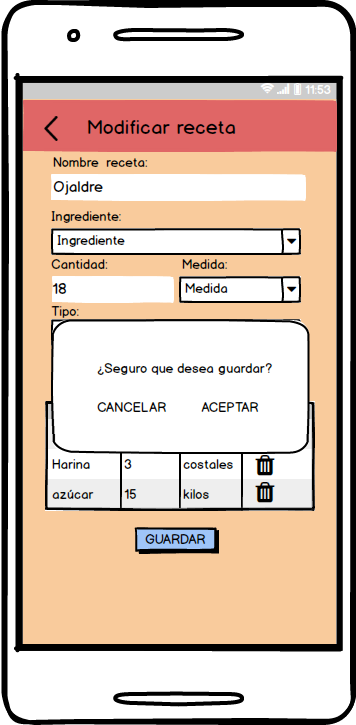 11:53
Modificar receta
Nombre receta:
Ojaldre
Ingrediente:
Ingrediente
Cantidad: Medida:
18 Medida
Tipo:
¿Seguro que desea guardar?
CANCELAR ACEPTAR
Harina 3 costales
azúcar 15 kilos
GUARDAR